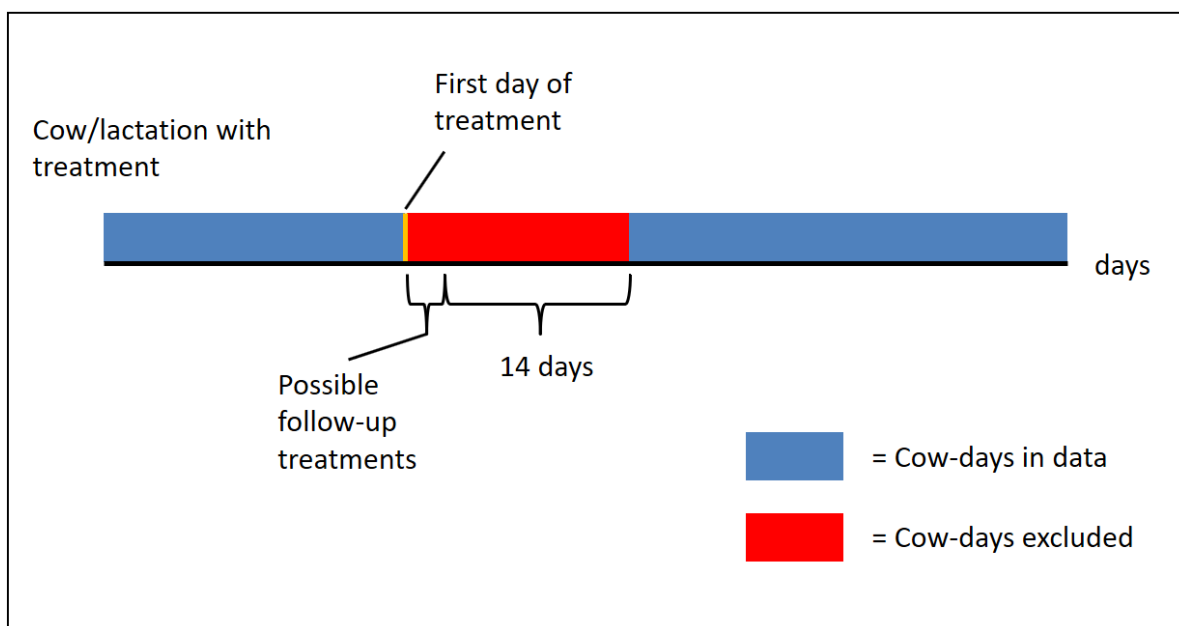 First day of
treatment
Cow/lactation with
treatment
days
14 days
Possible
follow-up
treatments
= Cow-days in data
= Cow-days excluded